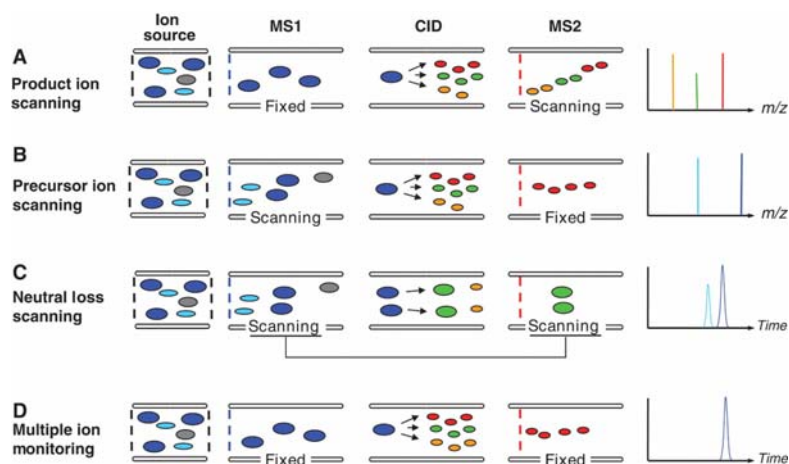 Ion source
MS1
CID
MS2
A
Product ion scanning
Fixed
Scanning
m/z
B
Precursor ion scanning
Scanning
Fixed
m/z
C
Neutral loss scanning
Scanning
Scanning
Time
D
Multiple ion monitoring
Fixed
Fixed
Time